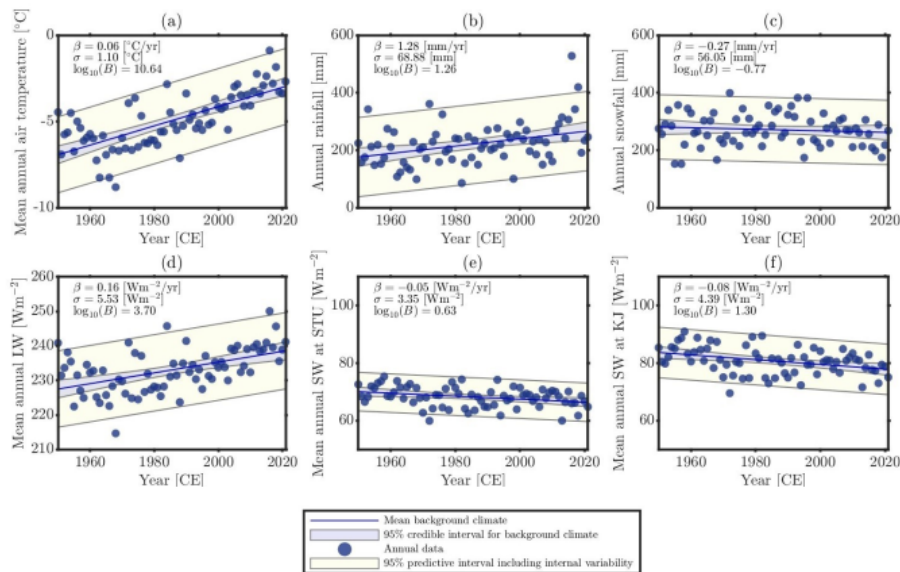 (a)
β = 0.06 [°C/yr]
σ = 1.10 [°C]
log₁₀(B) = 10.64
Mean annual air temperature [°C]
0
-5
-10
1960 1980 2000 2020
Year [CE]
(b)
β = 1.28 [mm/yr]
σ = 68.88 [mm]
log₁₀(B) = 1.26
Annual rainfall [mm]
600
400
200
0
1960 1980 2000 2020
Year [CE]
(c)
β = −0.27 [mm/yr]
σ = 56.05 [mm]
log₁₀(B) = −0.77
Annual snowfall [mm]
600
400
200
0
1960 1980 2000 2020
Year [CE]
(d)
β = 0.16 [Wm⁻²/yr]
σ = 5.53 [Wm⁻²]
log₁₀(B) = 3.70
Mean annual LW [Wm⁻²]
260
250
240
230
220
210
1960 1980 2000 2020
Year [CE]
(e)
β = −0.05 [Wm⁻²/yr]
σ = 3.35 [Wm⁻²]
log₁₀(B) = 0.63
Mean annual SW at STU [Wm⁻²]
100
80
60
1960 1980 2000 2020
Year [CE]
(f)
β = −0.08 [Wm⁻²/yr]
σ = 4.39 [Wm⁻²]
log₁₀(B) = 1.30
Mean annual SW at KJ [Wm⁻²]
100
80
60
1960 1980 2000 2020
Year [CE]
Mean background climate
95% credible interval for background climate
Annual data
95% predictive interval including internal variability